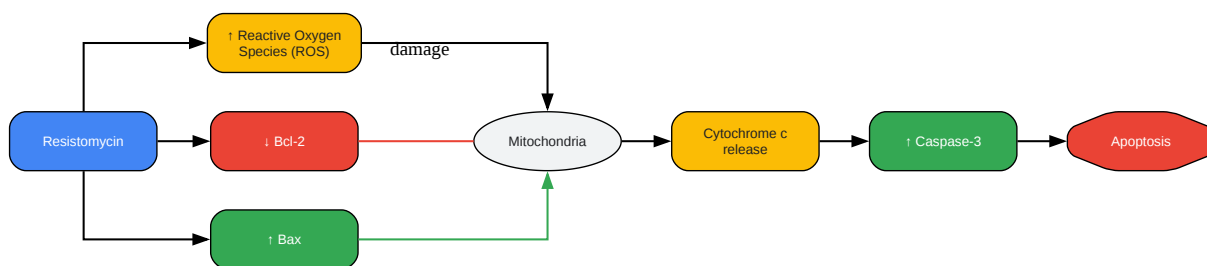 ↑ Reactive Oxygen
Species (ROS)
damage
Resistomycin
↓ Bcl-2
Mitochondria
Cytochrome c
release
↑ Caspase-3
Apoptosis
↑ Bax